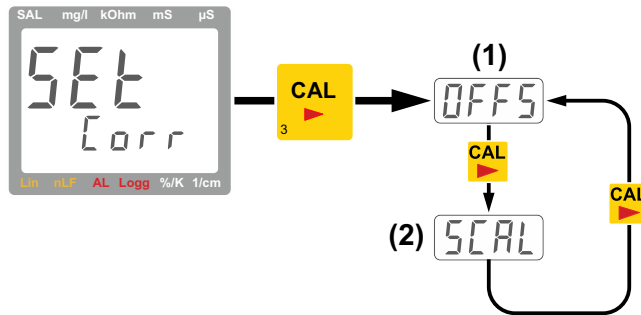 SAL mg/l kOhm mS µS
SEt
Corr
Lin nLF AL Logg %/K 1/cm
CAL
3
(1)
OFFS
CAL
(2) SCAL
CAL